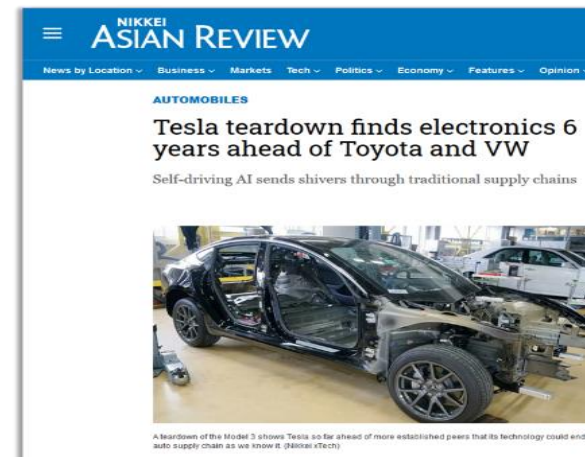 NIKKEI
ASIAN REVIEW
News by Location Business Markets Tech Politics Economy Features Opinion
AUTOMOBILES
Tesla teardown finds electronics 6
years ahead of Toyota and VW
Self-driving AI sends shivers through traditional supply chains
A teardown of the Model 3 shows Tesla so far ahead of more established peers that its technology could end
auto supply chain as we know it. (Nikkei xTech)